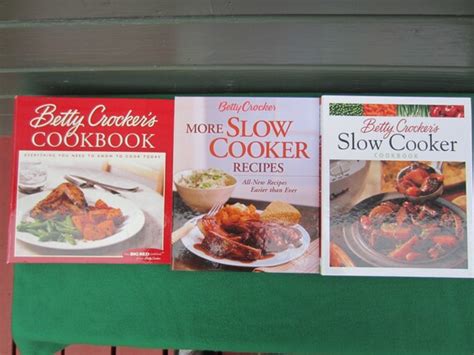 Betty Crocker's
COOKBOOK
EVERYTHING YOU NEED TO KNOW TO COOK TODAY
BIG RED
Betty Crocker
MORE SLOW
COOKER
RECIPES
All-New Recipes
Easier than Ever
Betty Crocker's
Slow Cooker
COOKBOOK